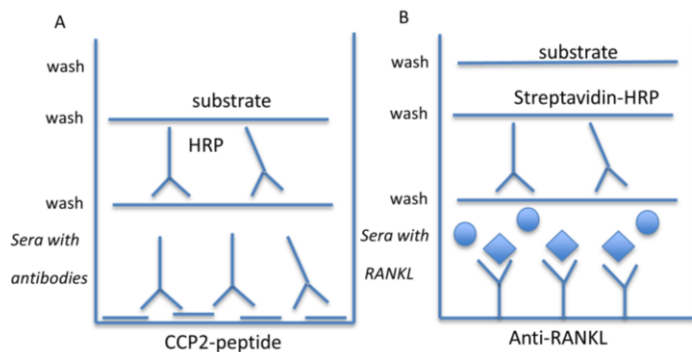 A
wash
substrate
wash
HRP
wash
Sera with
antibodies
CCP2-peptide
B
substrate
wash
Streptavidin-HRP
wash
wash
Sera with
RANKL
Anti-RANKL